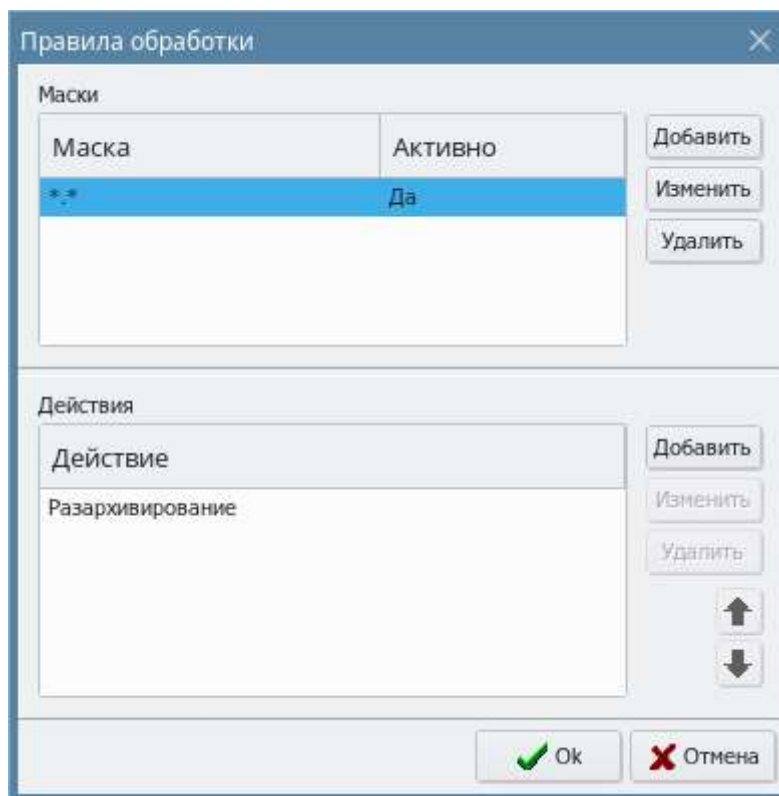 Правила обработки
Маски
Маска Активно
*.* Да
Добавить
Изменить
Удалить
Действия
Действие
Разархивирование
Добавить
Изменить
Удалить
Ok Отмена